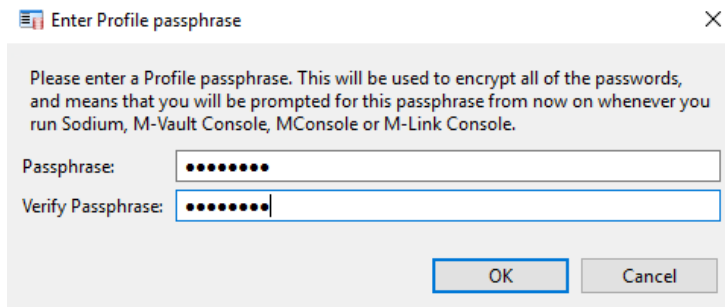 Enter Profile passphrase
Please enter a Profile passphrase. This will be used to encrypt all of the passwords,
and means that you will be prompted for this passphrase from now on whenever you
run Sodium, M-Vault Console, MConsole or M-Link Console.
Passphrase: ●●●●●●●●
Verify Passphrase: ●●●●●●●●
OK Cancel